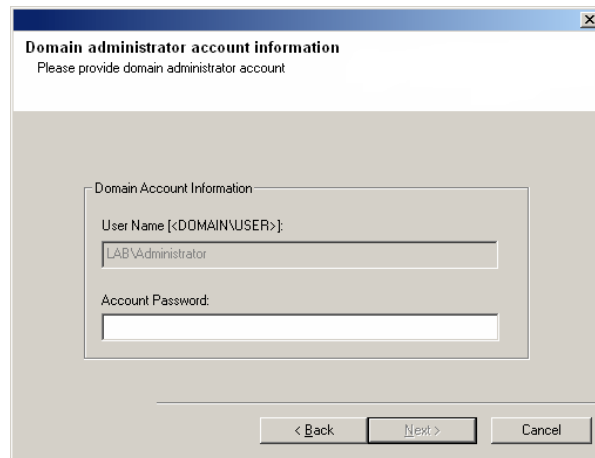 Domain administrator account information
Please provide domain administrator account
Domain Account Information
User Name [<DOMAIN\USER>]:
LAB\Administrator
Account Password:
< Back
Next >
Cancel